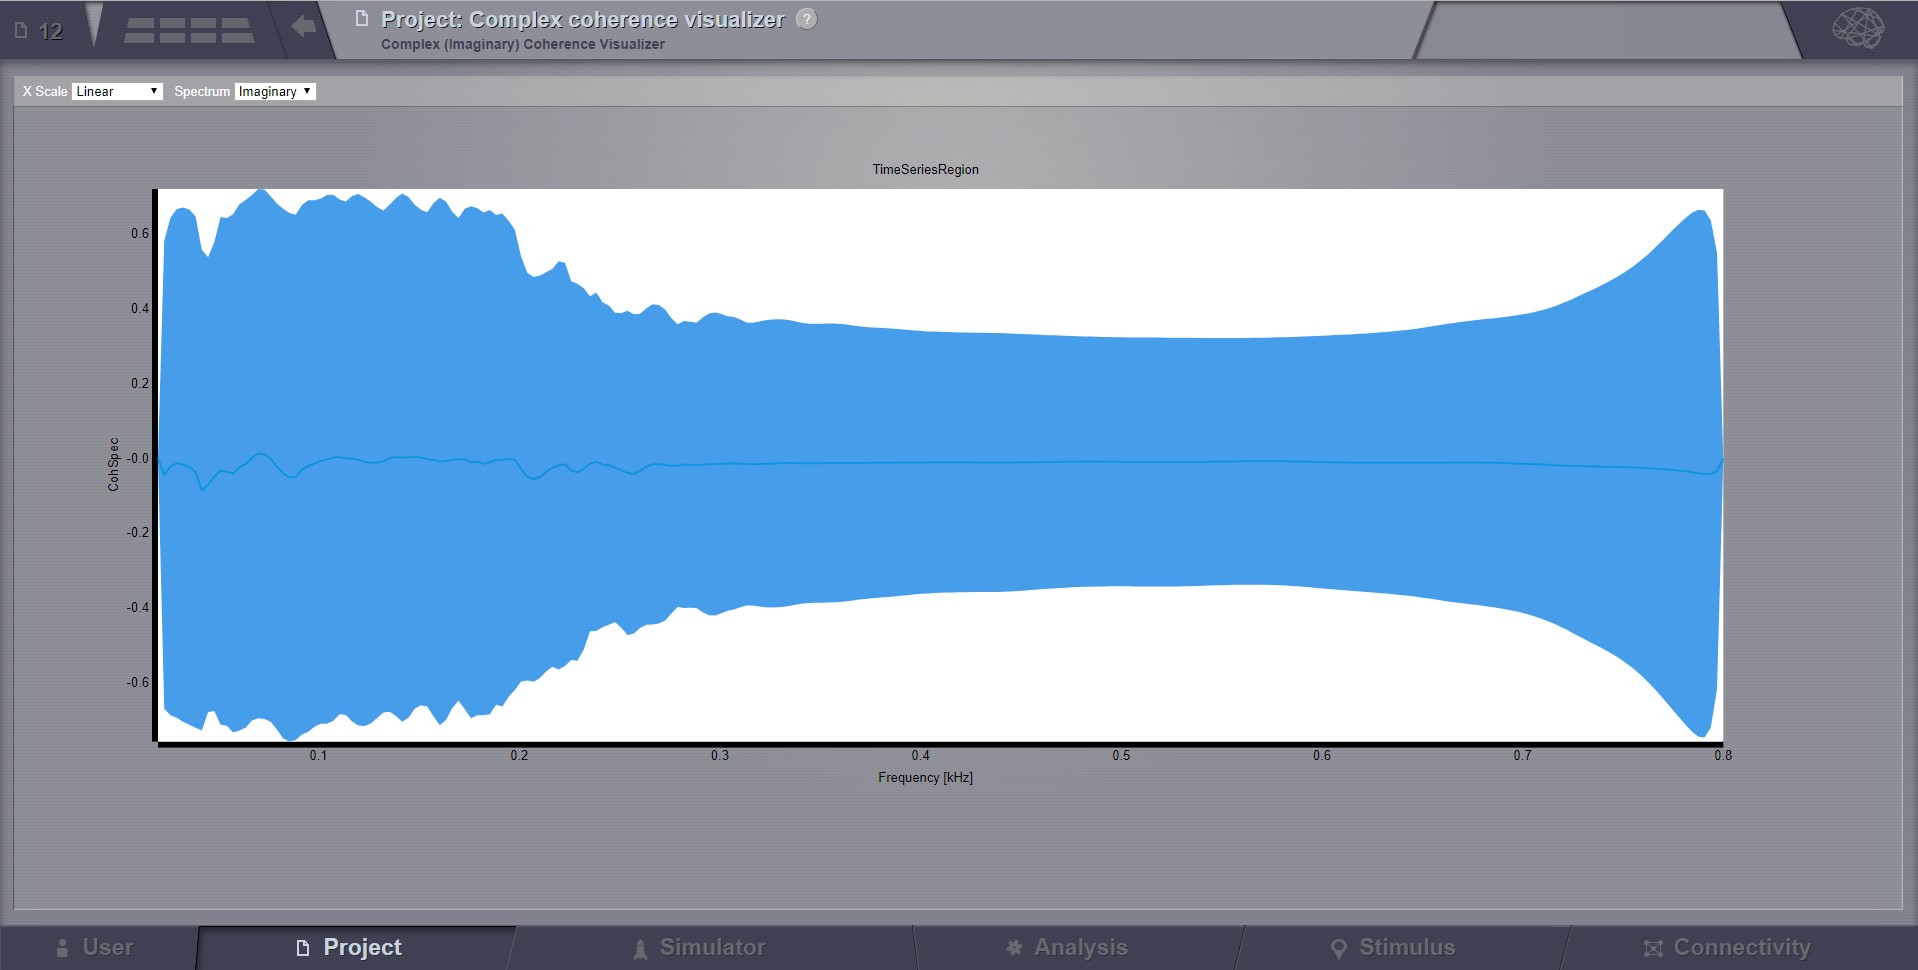 12
Project: Complex coherence visualizer ?
Complex (Imaginary) Coherence Visualizer
X Scale Linear Spectrum Imaginary
TimeSeriesRegion
0.6
0.4
0.2
-0.0
-0.2
-0.4
-0.6
CohSpec
0.1 0.2 0.3 0.4 0.5 0.6 0.7 0.8
Frequency [kHz]
User Project Simulator Analysis Stimulus Connectivity